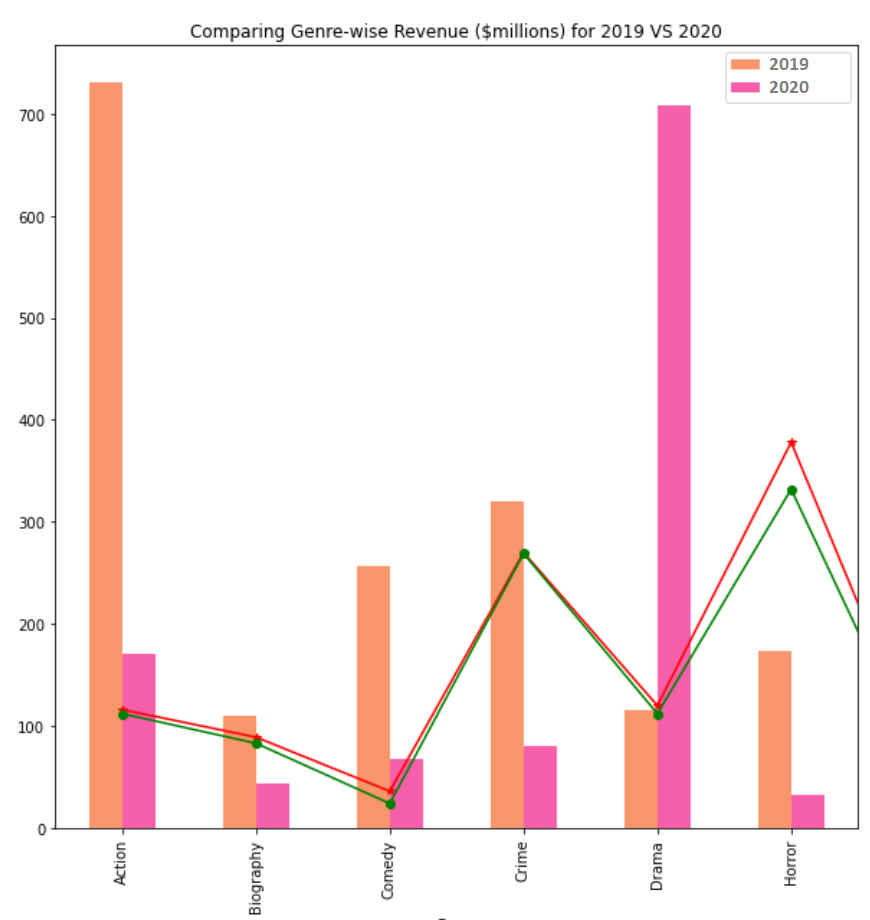 Comparing Genre-wise Revenue ($millions) for 2019 VS 2020
2019
2020
700
600
500
400
300
200
100
0
Action
Biography
Comedy
Crime
Drama
Horror